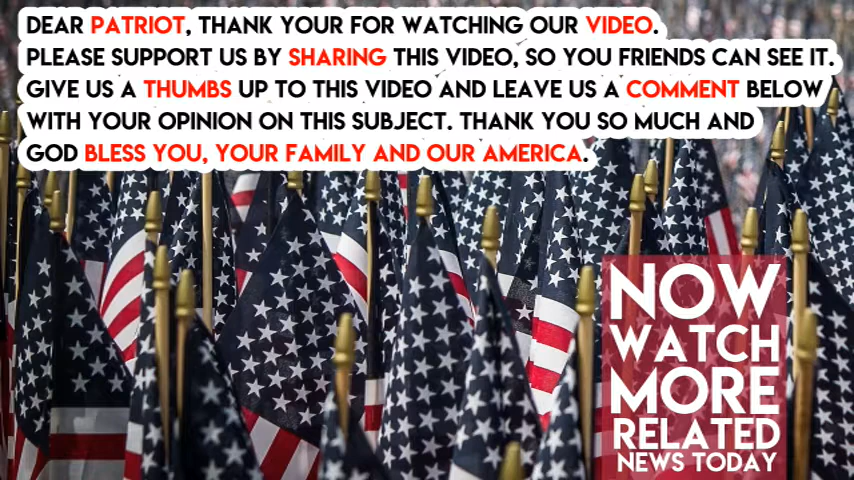 DEAR PATRIOT, THANK YOUR FOR WATCHING OUR VIDEO.
PLEASE SUPPORT US BY SHARING THIS VIDEO, SO YOU FRIENDS CAN SEE IT.
GIVE US A THUMBS UP TO THIS VIDEO AND LEAVE US A COMMENT BELOW
WITH YOUR OPINION ON THIS SUBJECT. THANK YOU SO MUCH AND
GOD BLESS YOU, YOUR FAMILY AND OUR AMERICA.
NOW
WATCH
MORE
RELATED
NEWS TODAY